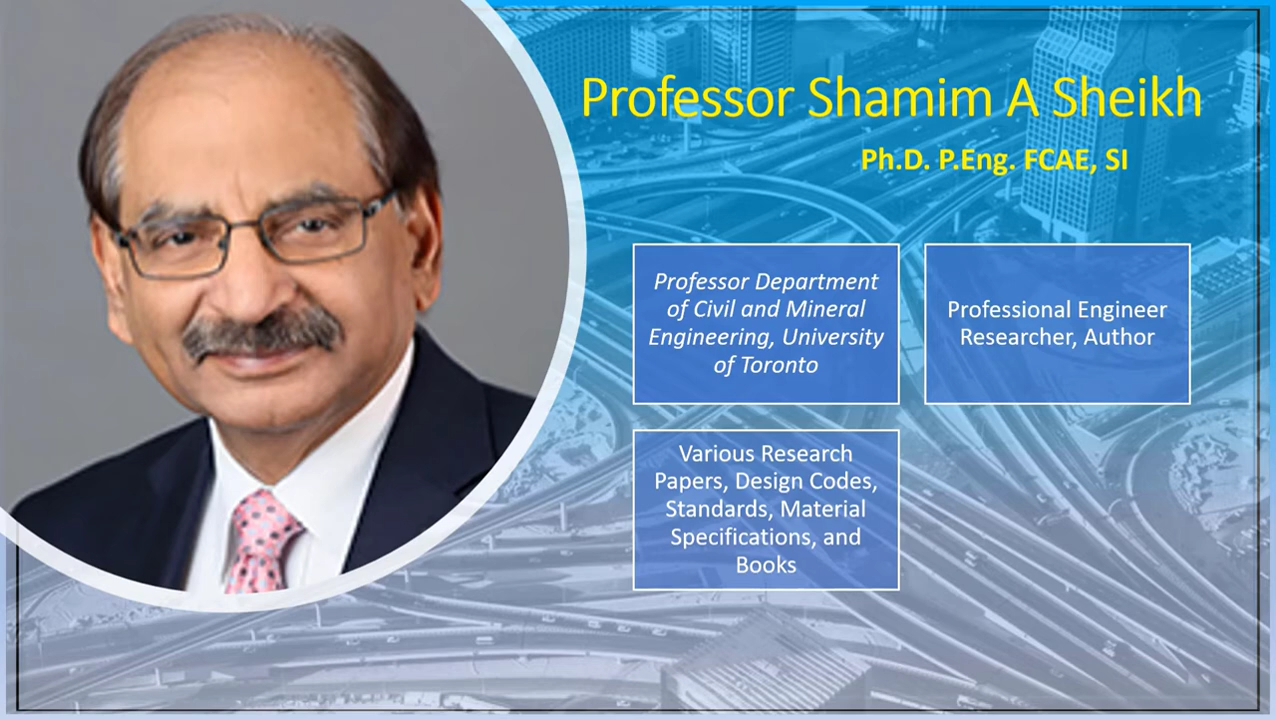 Professor Shamim A Sheikh
Ph.D. P.Eng. FCAE, SI
Professor Department
of Civil and Mineral
Engineering, University
of Toronto
Professional Engineer
Researcher, Author
Various Research
Papers, Design Codes,
Standards, Material
Specifications, and
Books